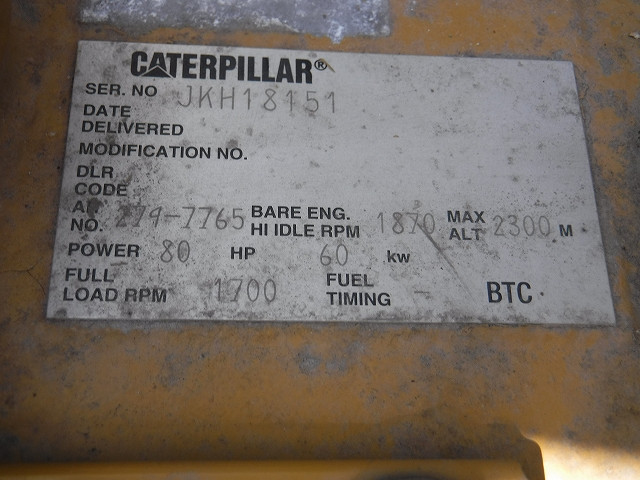 CATERPILLAR®
SER. NO JKH18151
DATE
DELIVERED
MODIFICATION NO.
DLR
CODE
AR
NO. 279-7765 BARE ENG.
HI IDLE RPM 1870 MAX
ALT 2300 M
POWER 80 HP 60 kw
FULL
LOAD RPM 1700 FUEL
TIMING - BTC